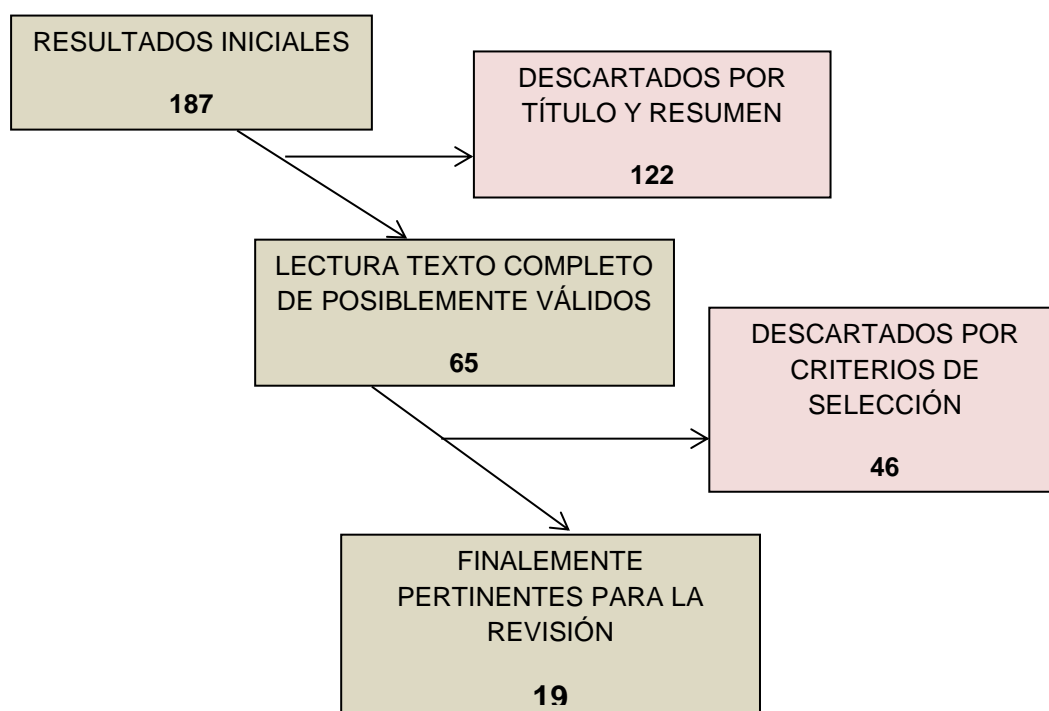 RESULTADOS INICIALES
187
DESCARTADOS POR
TÍTULO Y RESUMEN
122
LECTURA TEXTO COMPLETO
DE POSIBLEMENTE VÁLIDOS
65
DESCARTADOS POR
CRITERIOS DE
SELECCIÓN
46
FINALEMENTE
PERTINENTES PARA LA
REVISIÓN
19